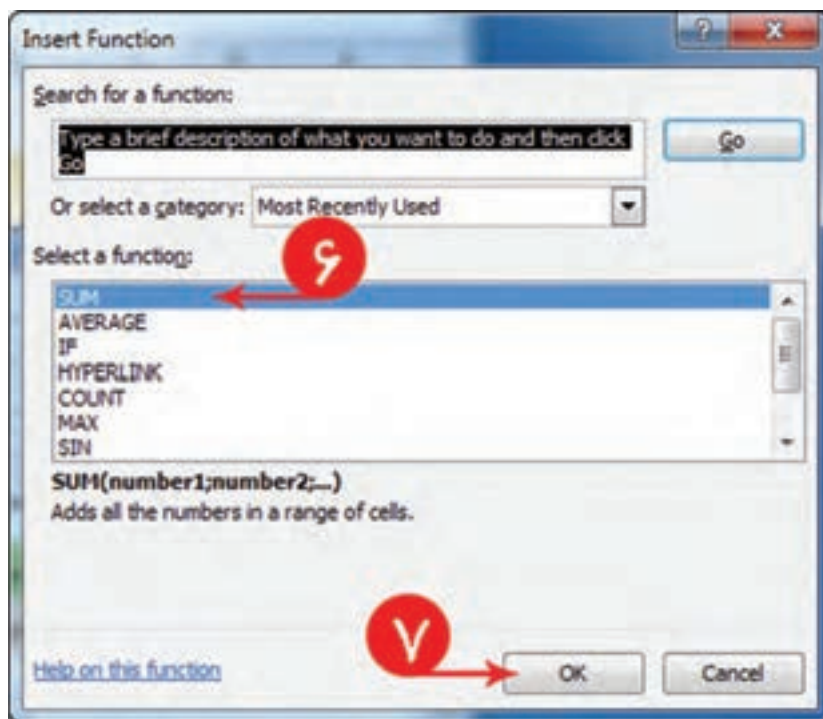 Insert Function
Search for a function:
Type a brief description of what you want to do and then click
Go
Go
Or select a category: Most Recently Used
Select a function:
۶
SUM
AVERAGE
IF
HYPERLINK
COUNT
MAX
SIN
SUM(number1;number2;...)
Adds all the numbers in a range of cells.
۷
Help on this function
OK
Cancel